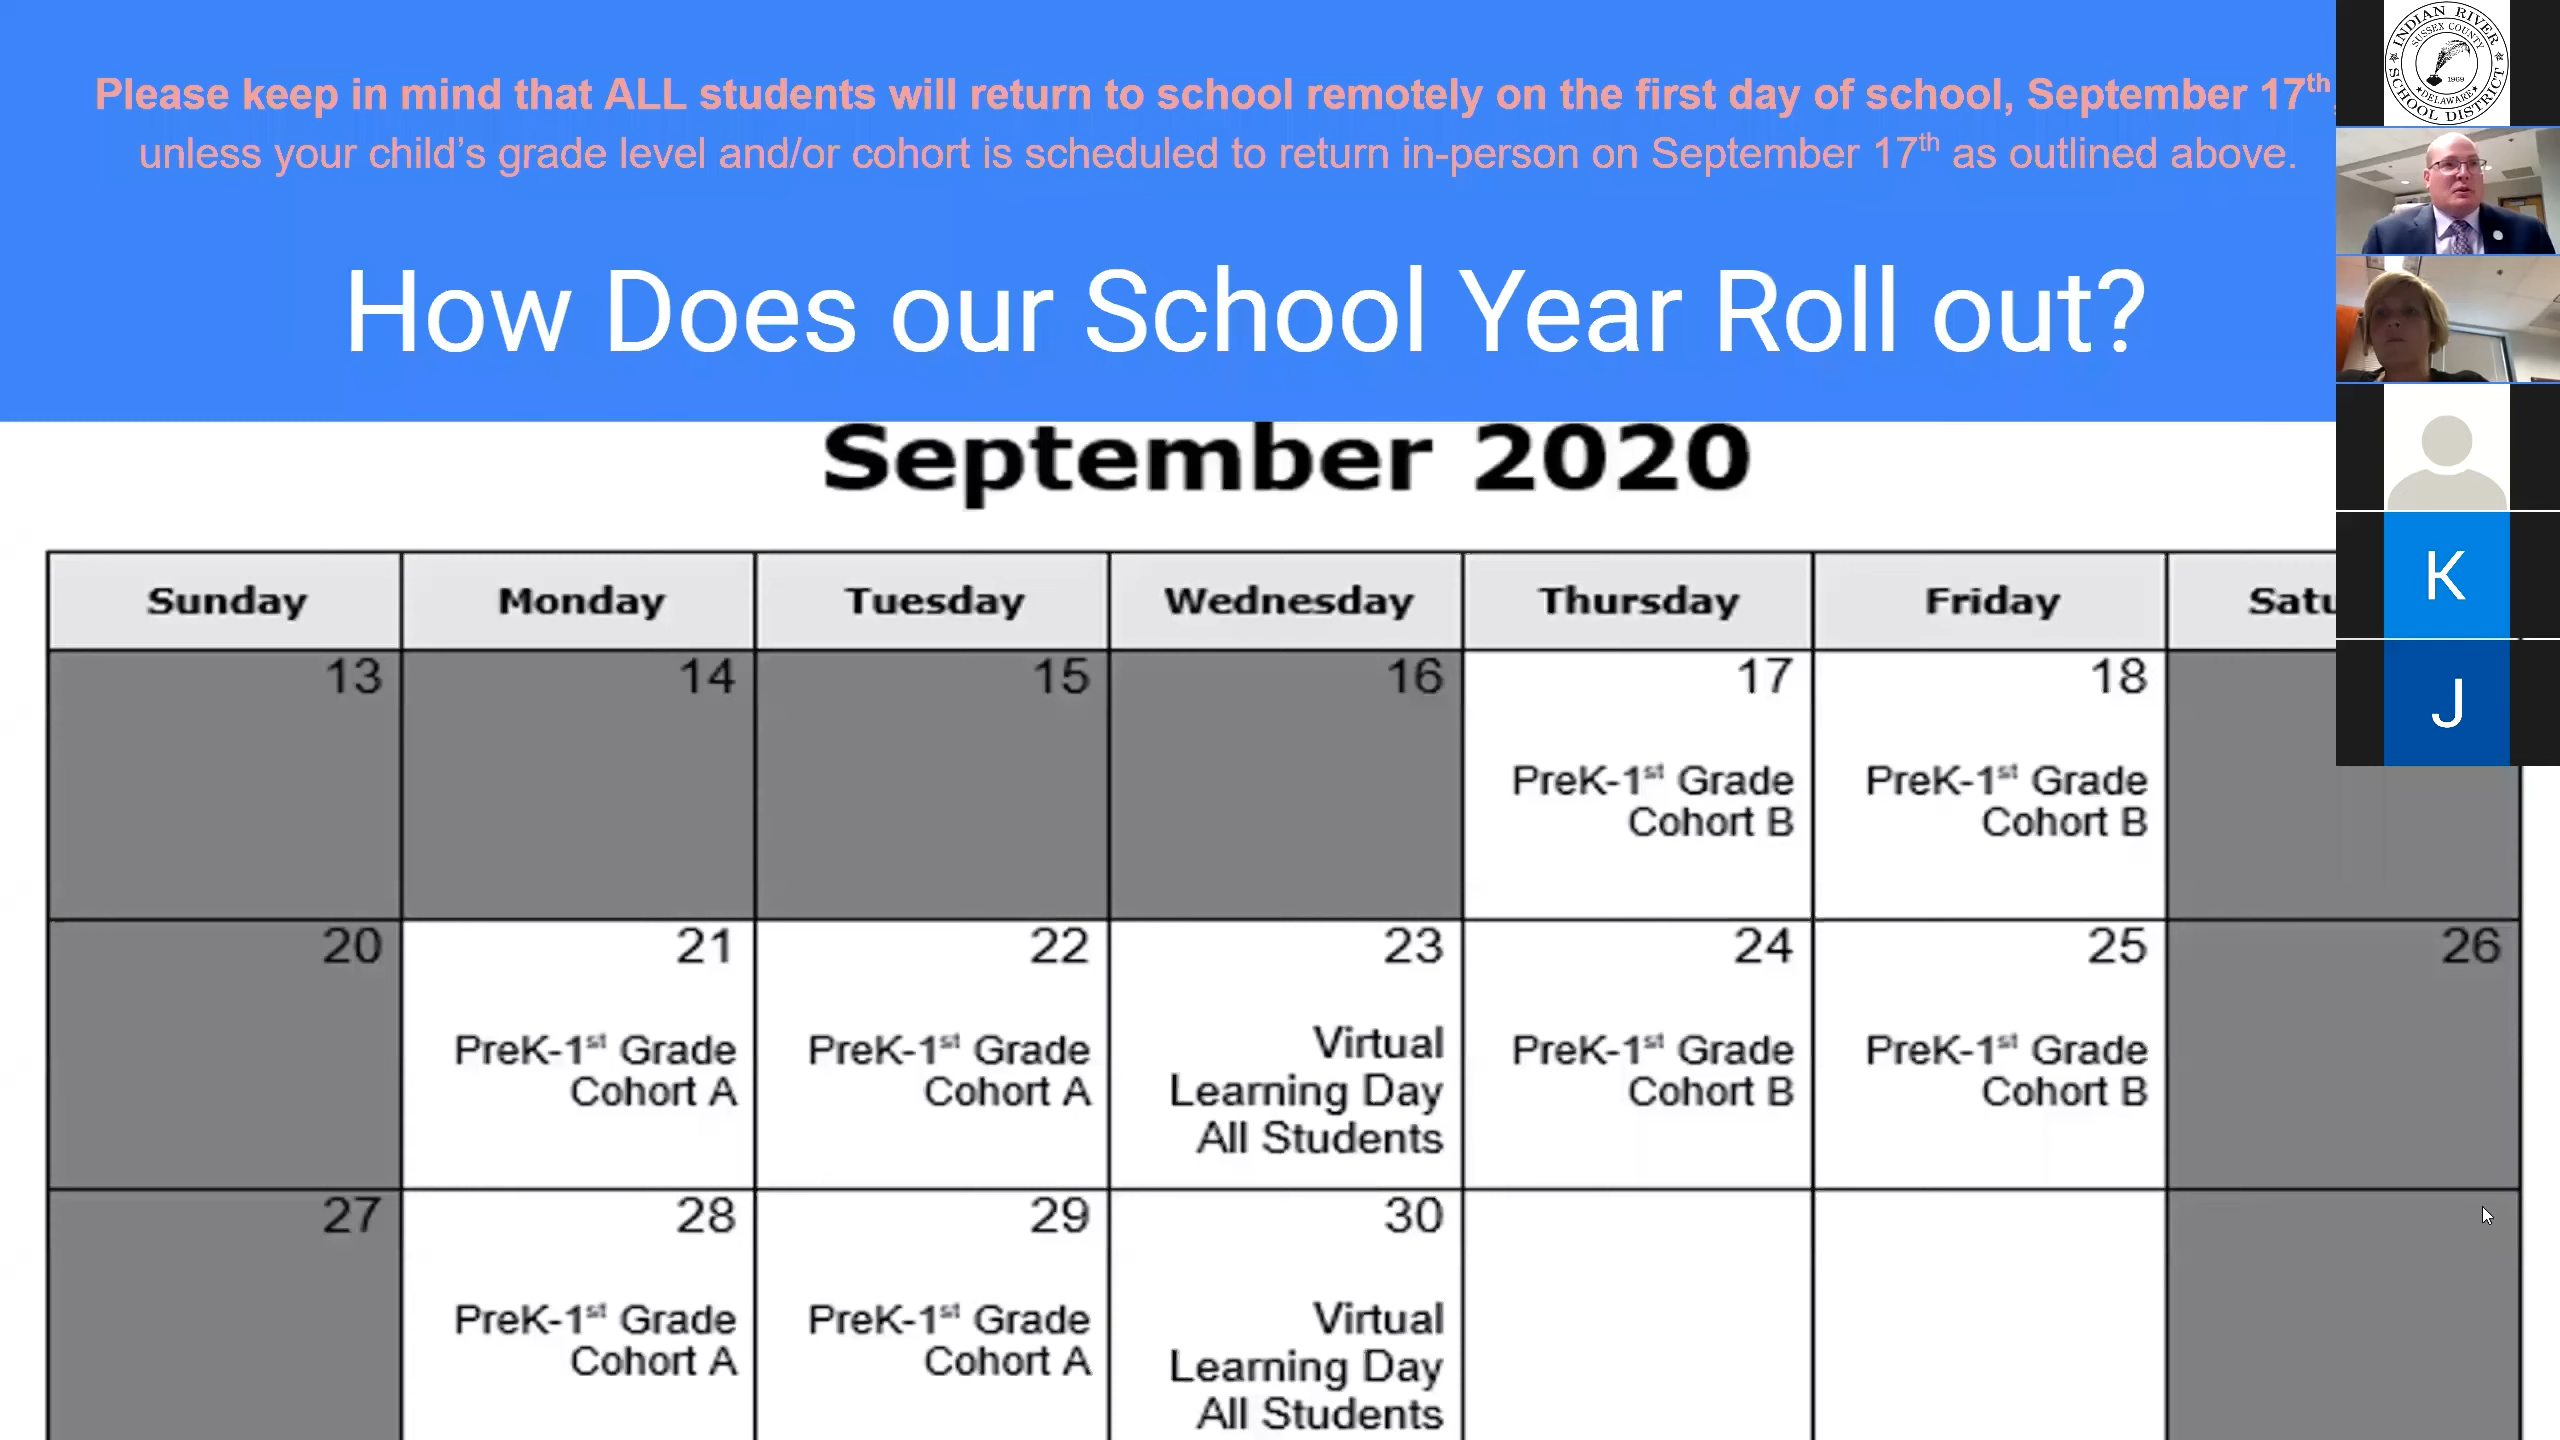 Please keep in mind that ALL students will return to school remotely on the first day of school, September 17th,
unless your child’s grade level and/or cohort is scheduled to return in-person on September 17th as outlined above.
How Does our School Year Roll out?
September 2020
Sunday Monday Tuesday Wednesday Thursday Friday Satu
13 14 15 16 17 18
PreK-1st Grade PreK-1st Grade
Cohort B Cohort B
20 21 22 23 24 25 26
PreK-1st Grade PreK-1st Grade Virtual PreK-1st Grade PreK-1st Grade
Cohort A Cohort A Learning Day Cohort B Cohort B
All Students
27 28 29 30
PreK-1st Grade PreK-1st Grade Virtual
Cohort A Cohort A Learning Day
All Students
INDIAN RIVER
SUSSEX COUNTY
1969
DELAWARE
SCHOOL DISTRICT
K
J